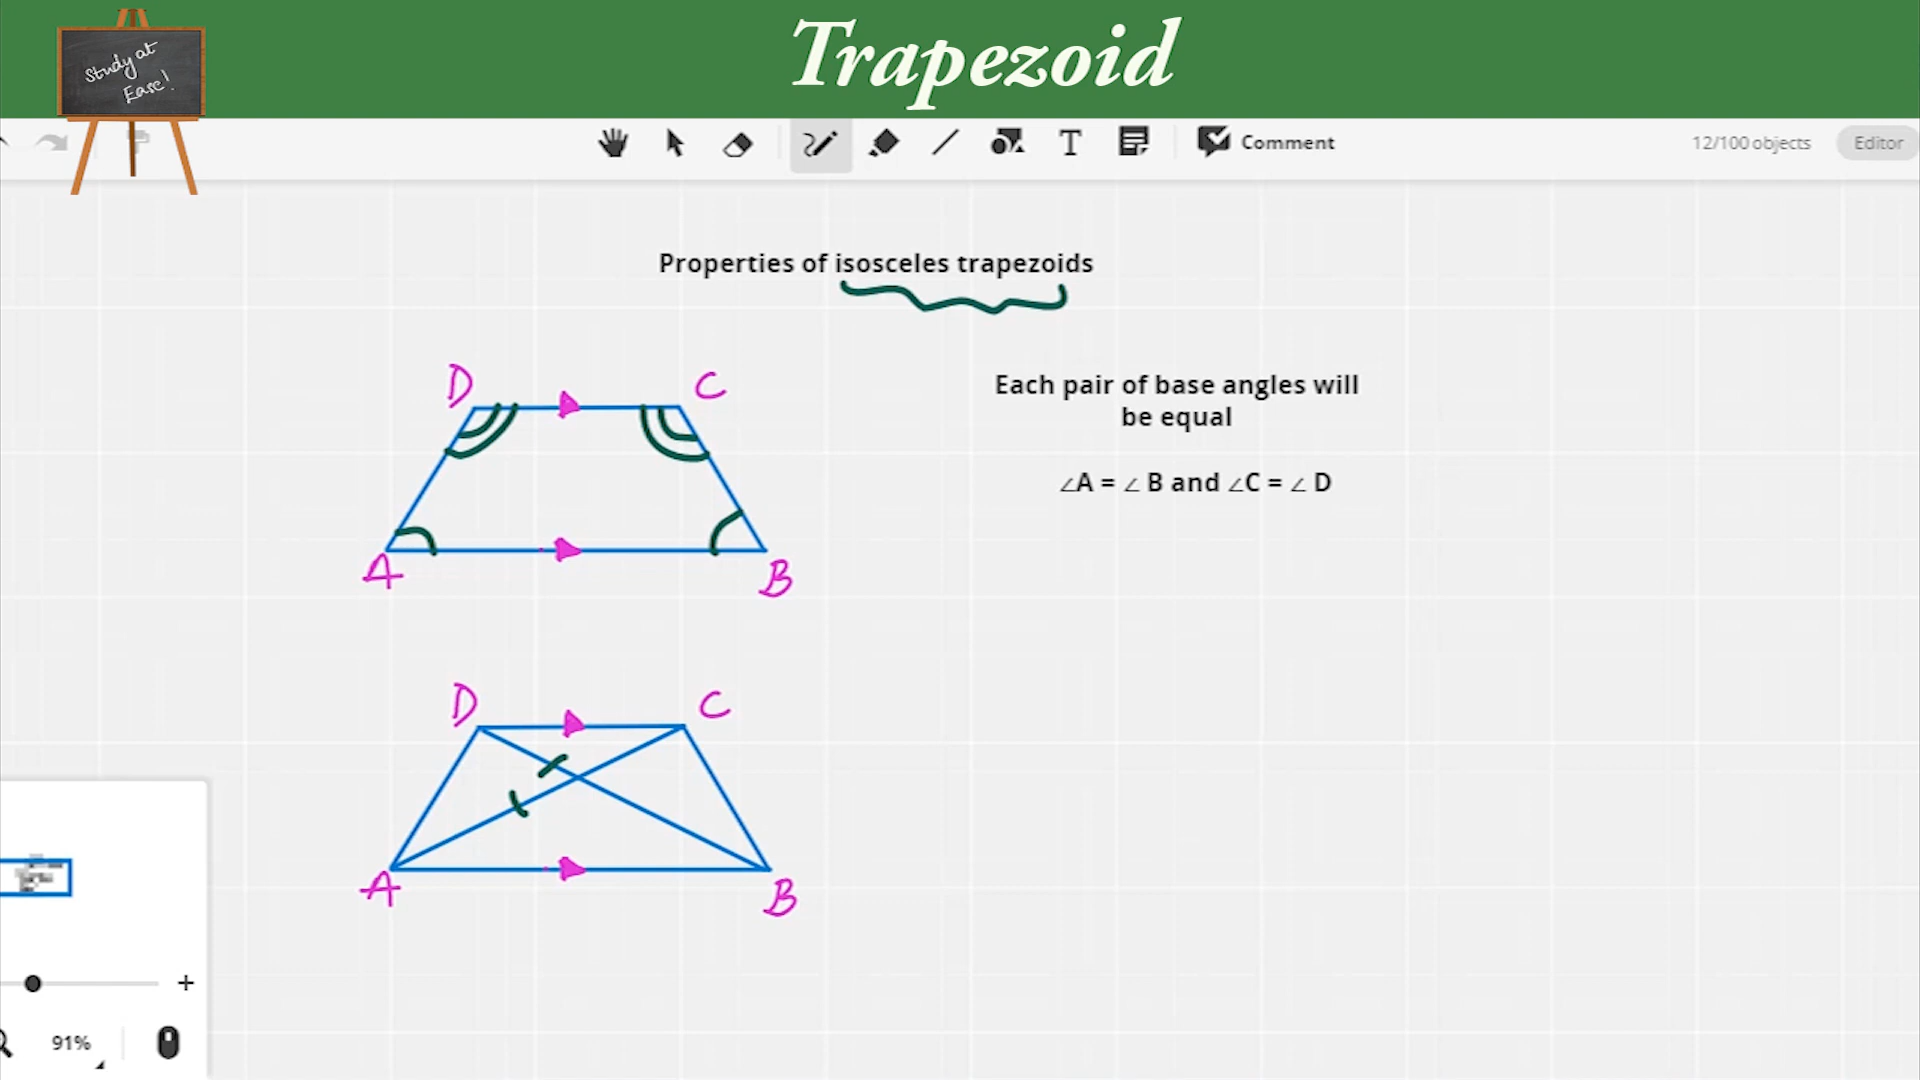 Trapezoid
Study at
Ease!
Comment
12/100 objects
Editor
Properties of isosceles trapezoids
D
C
Each pair of base angles will
be equal
∠A = ∠ B and ∠C = ∠ D
A
B
D
C
A
B
+
91%